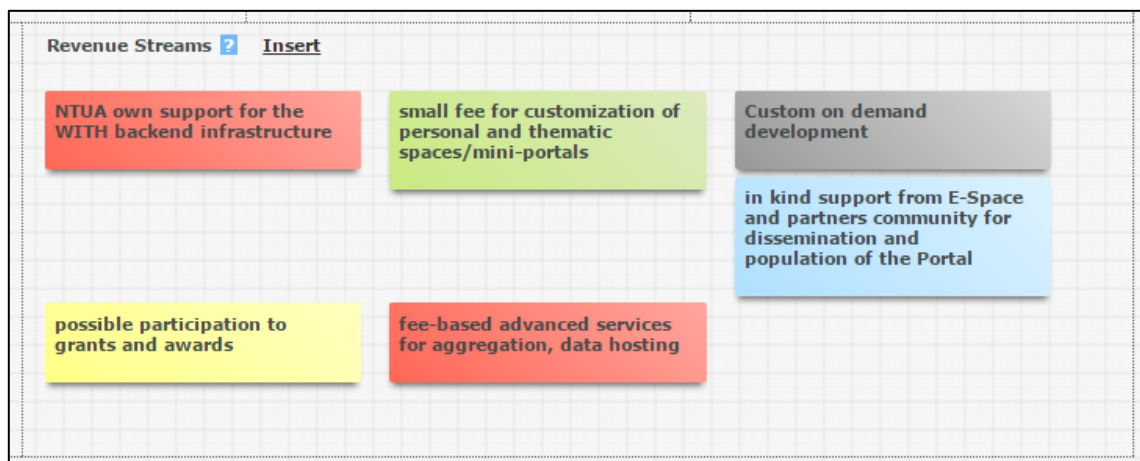 Revenue Streams ? Insert
NTUA own support for the
WITH backend infrastructure
small fee for customization of
personal and thematic
spaces/mini-portals
Custom on demand
development
in kind support from E-Space
and partners community for
dissemination and
population of the Portal
possible participation to
grants and awards
fee-based advanced services
for aggregation, data hosting